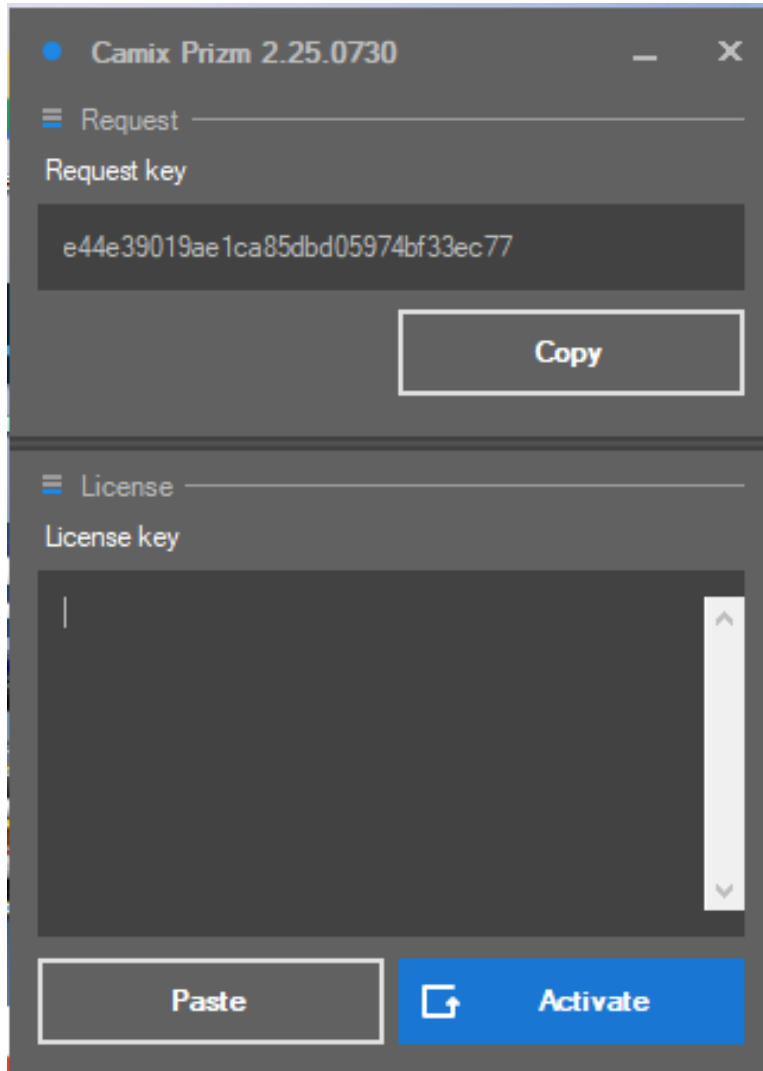 Camix Prizm 2.25.0730
Request
Request key
e44e39019ae1ca85dbd05974bf33ec77
Copy
License
License key
Paste
Activate